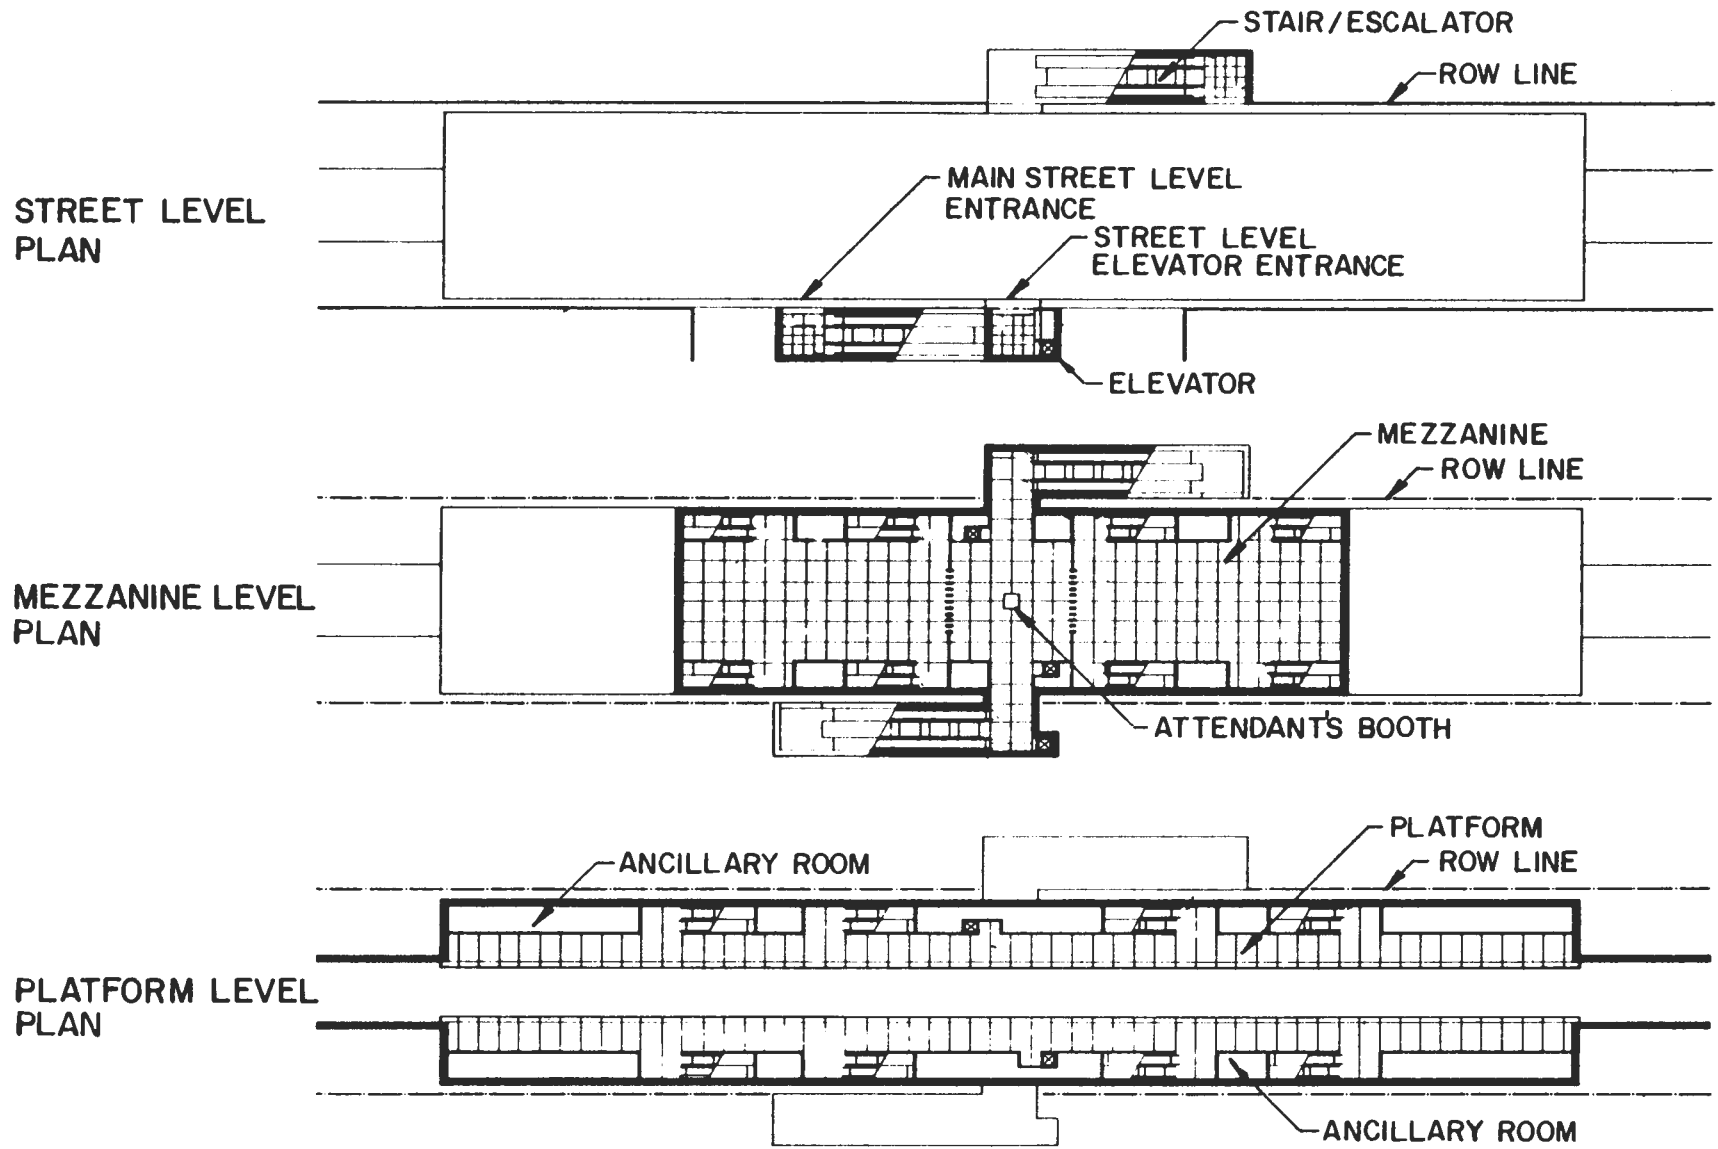 STAIR/ESCALATOR
ROW LINE
MAIN STREET LEVEL
ENTRANCE
STREET LEVEL
PLAN
STREET LEVEL
ELEVATOR ENTRANCE
ELEVATOR
MEZZANINE
ROW LINE
MEZZANINE LEVEL
PLAN
ATTENDANT'S BOOTH
PLATFORM
ANCILLARY ROOM
ROW LINE
PLATFORM LEVEL
PLAN
ANCILLARY ROOM